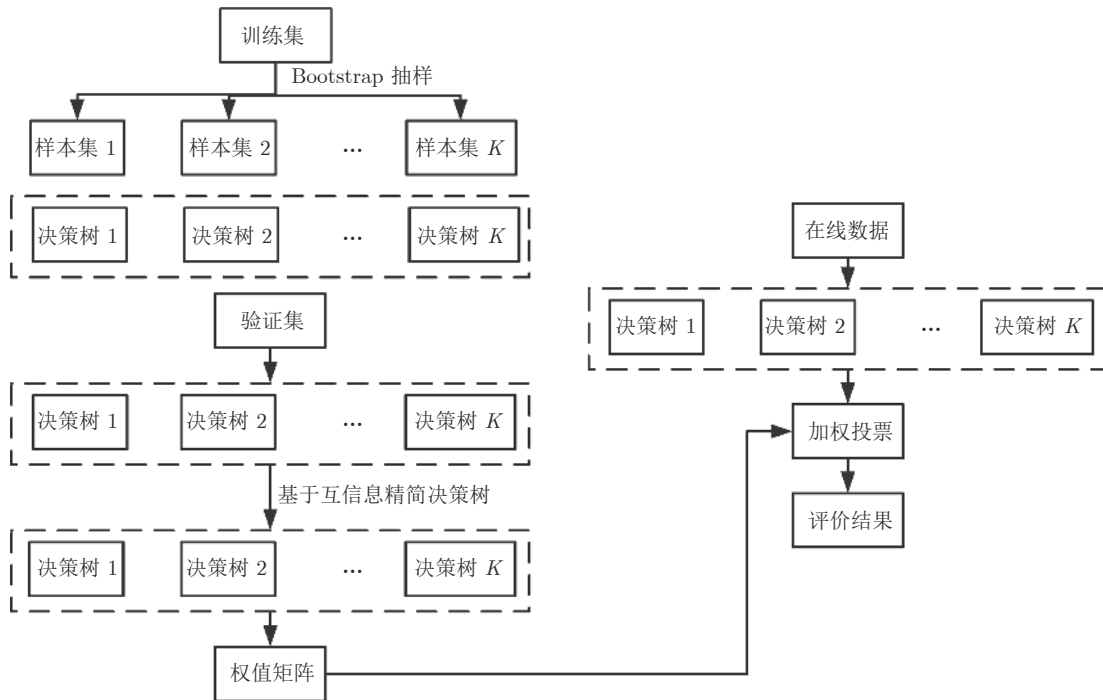 训练集
Bootstrap 抽样
样本集 1 样本集 2 ... 样本集 K
决策树 1 决策树 2 ... 决策树 K
验证集
决策树 1 决策树 2 ... 决策树 K
基于互信息精简决策树
决策树 1 决策树 2 ... 决策树 K
权值矩阵
在线数据
决策树 1 决策树 2 ... 决策树 K
加权投票
评价结果